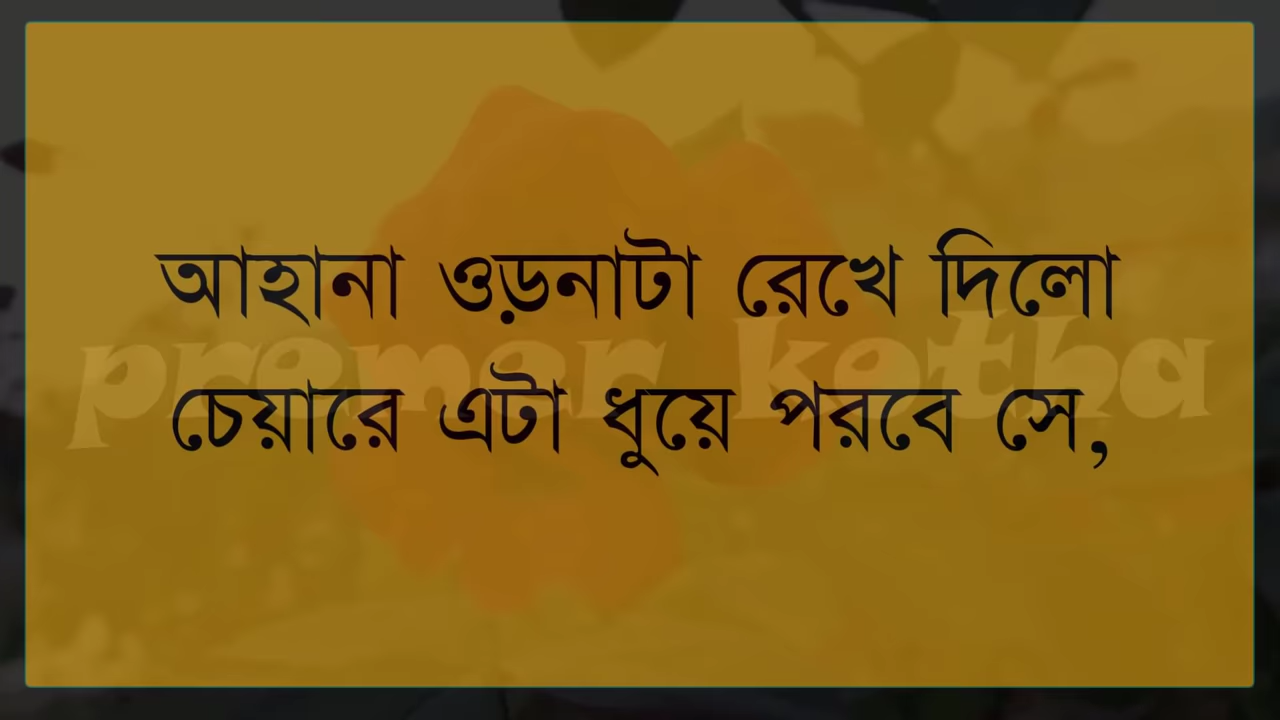 আহানা ওড়নাটা রেখে দিলো
premer kotha
চেয়ারে এটা ধুয়ে পরবে সে,